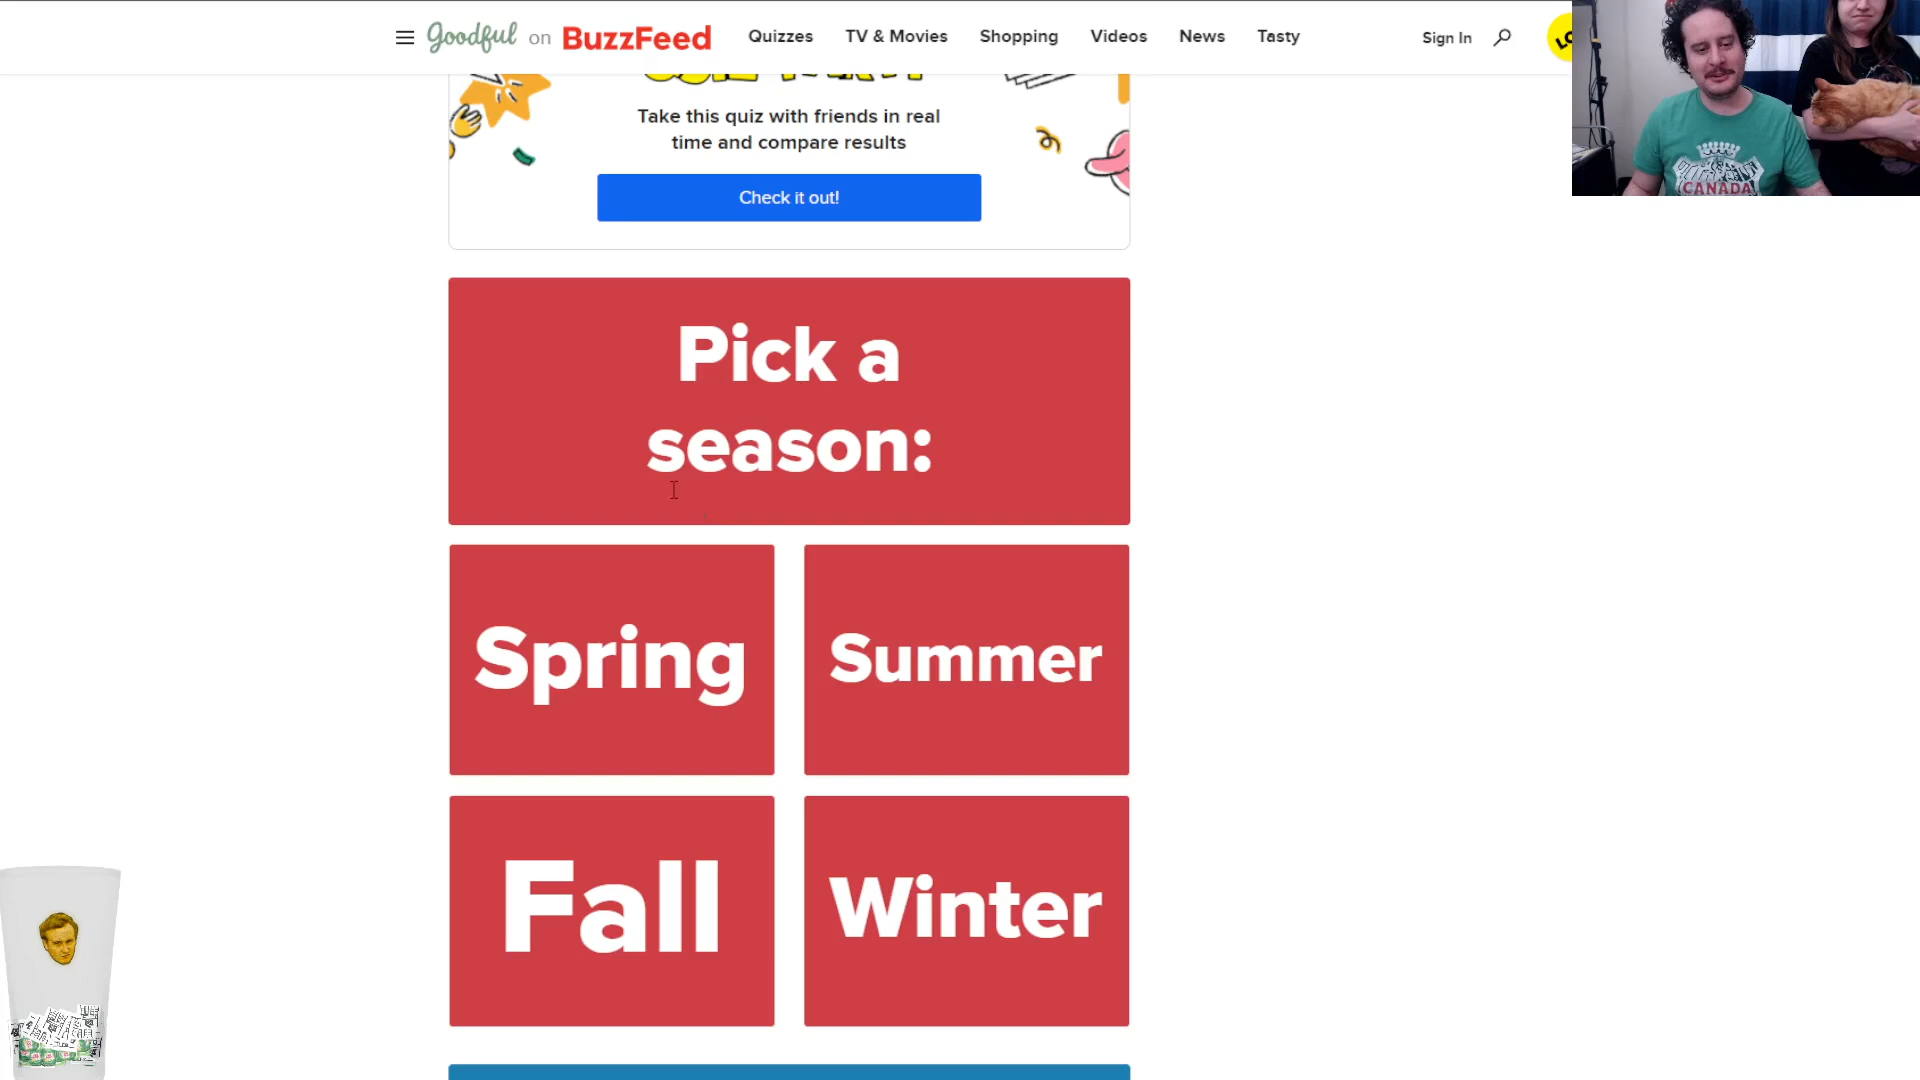 Goodful on BuzzFeed Quizzes TV & Movies Shopping Videos News Tasty Sign In
Take this quiz with friends in real
time and compare results
Check it out!
Pick a
season:
Spring
Summer
Fall
Winter
CANADA